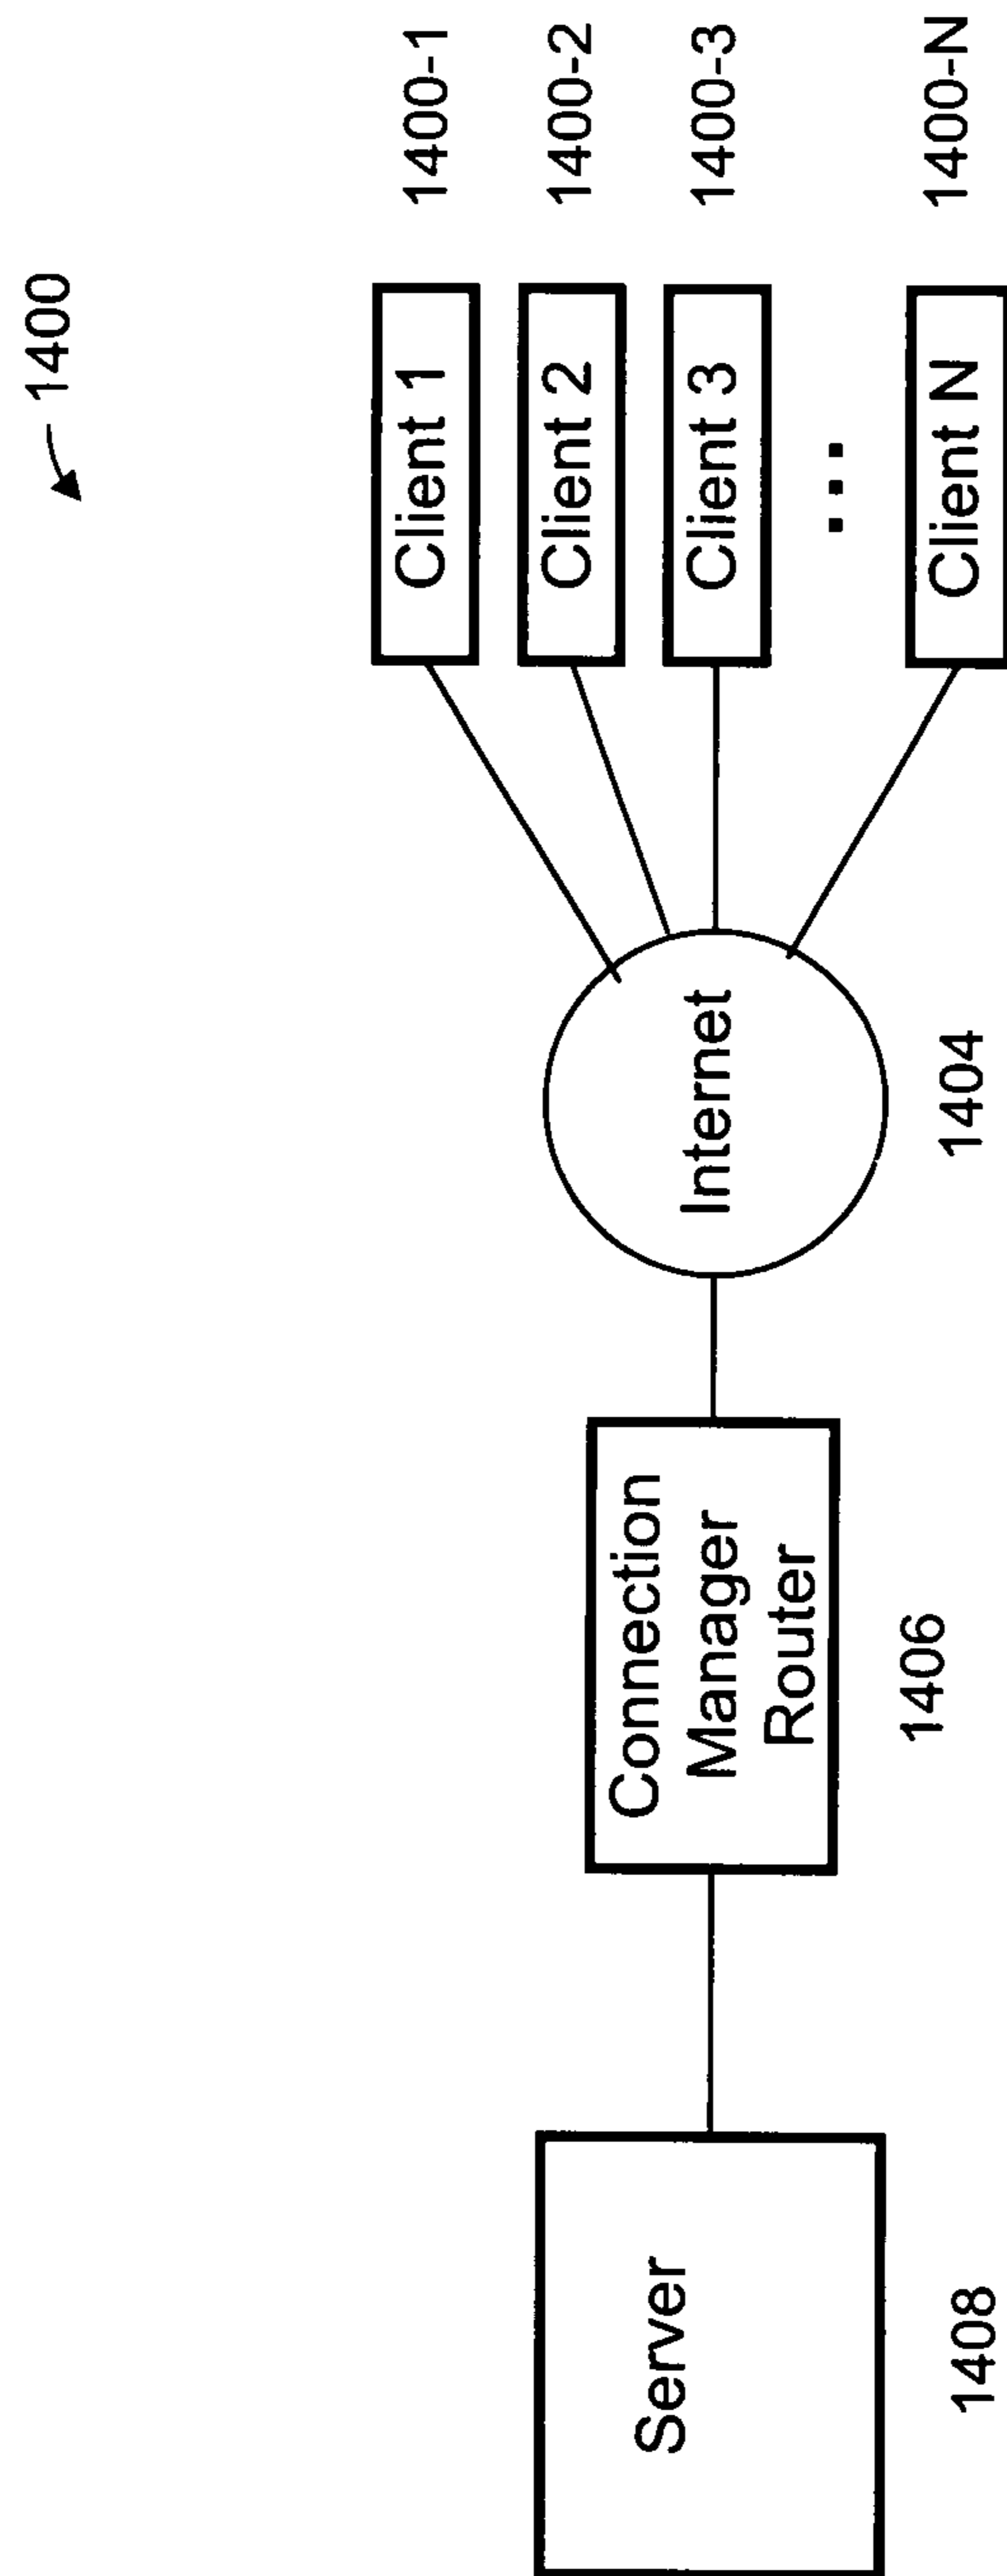 1400
Client 1
1400-1
Client 2
1400-2
Client 3
1400-3
...
Client N
1400-N
Internet
1404
Connection
Manager
Router
1406
Server
1408